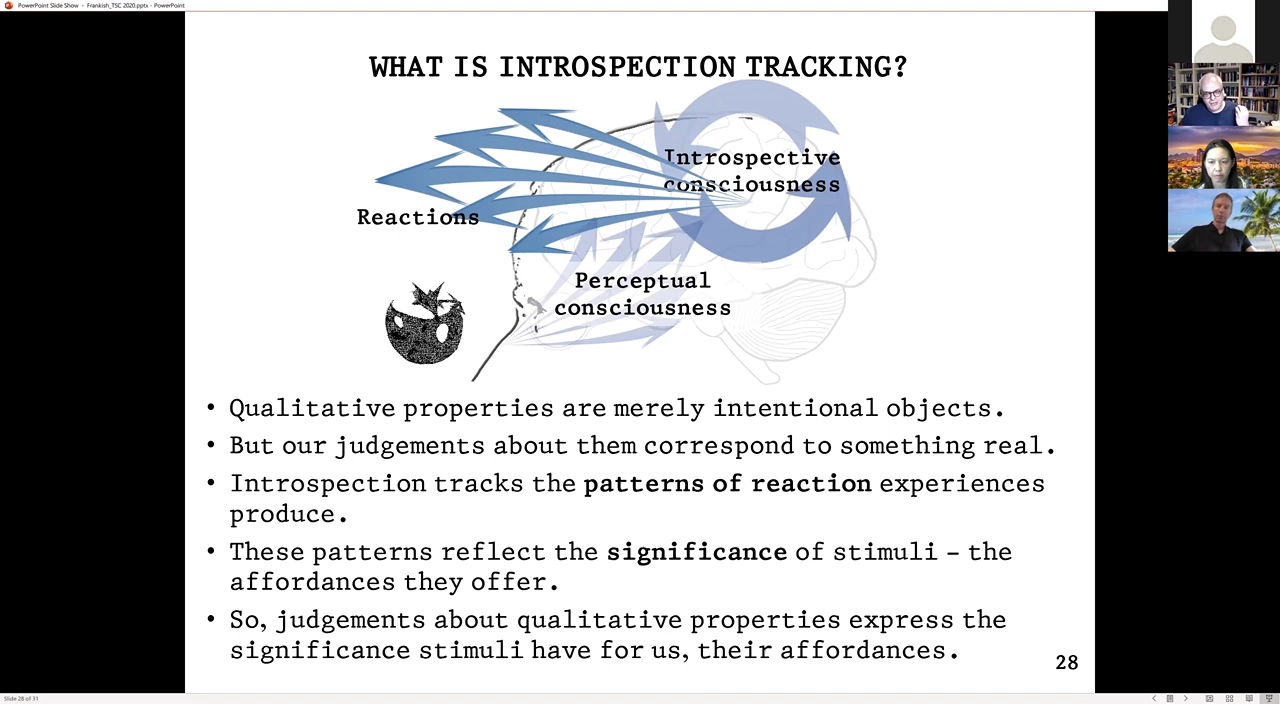 PowerPoint Slide Show - Frankish_TSC 2020.pptx - PowerPoint
WHAT IS INTROSPECTION TRACKING?
Introspective
consciousness
Reactions
Perceptual
consciousness
• Qualitative properties are merely intentional objects.
• But our judgements about them correspond to something real.
• Introspection tracks the patterns of reaction experiences
produce.
• These patterns reflect the significance of stimuli – the
affordances they offer.
• So, judgements about qualitative properties express the
significance stimuli have for us, their affordances.
28
Slide 28 of 31